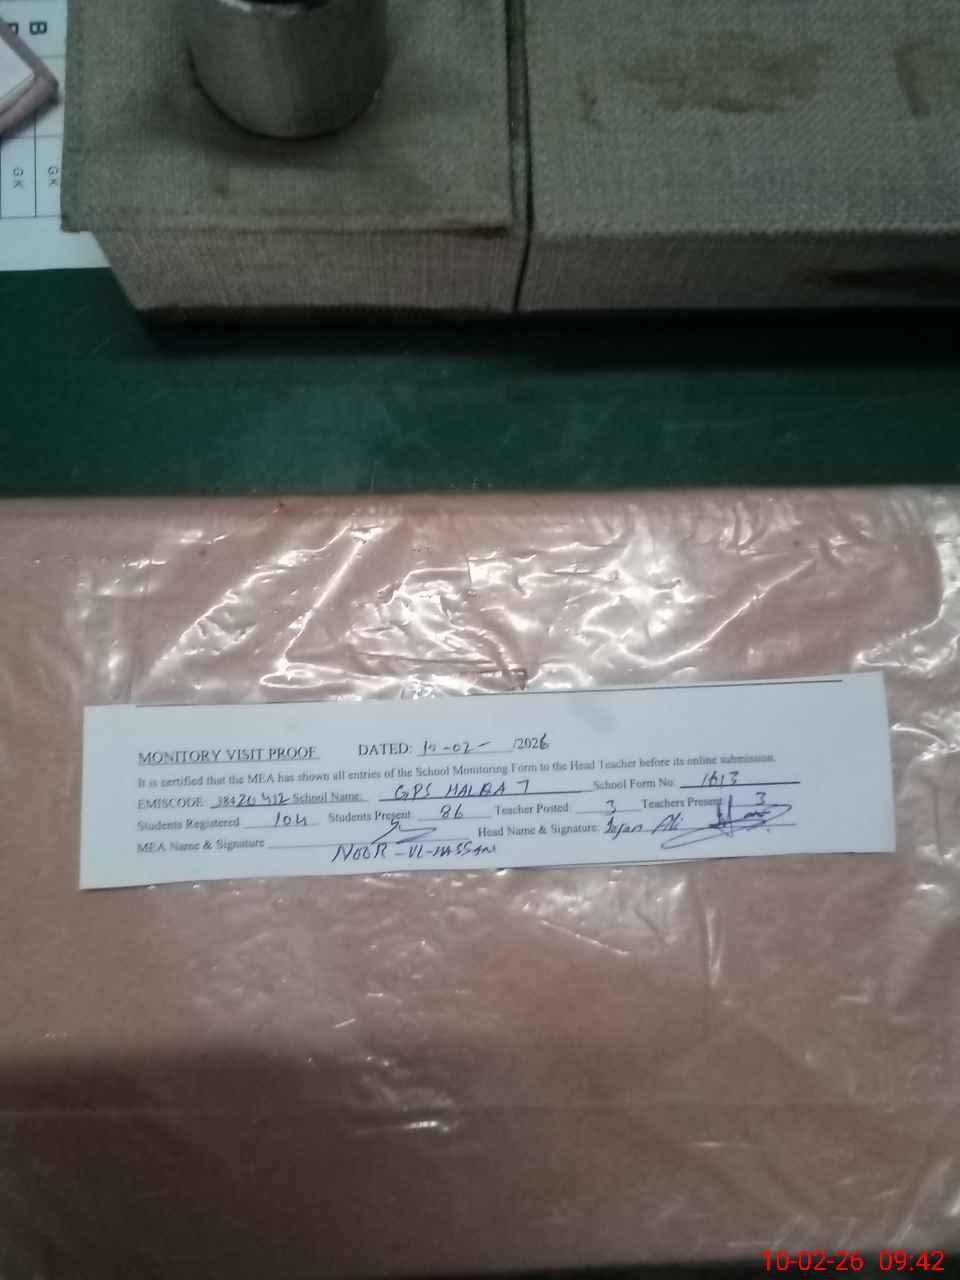 B
GK
GK
MONITORY VISIT PROOF DATED: 10-02- /2026
It is certified that the MEA has shown all entries of the School Monitoring Form to the Head Teacher before its online submission.
EMISCODE 38420412 School Name: GPS MALBA 7 School Form No: 1613
Students Registered 104 Students Present: 86 Teacher Posted: 3 Teachers Present: 3
MEA Name & Signature NOOR-UL-HASSAN Head Name & Signature: Ali
10-02-26 09:42